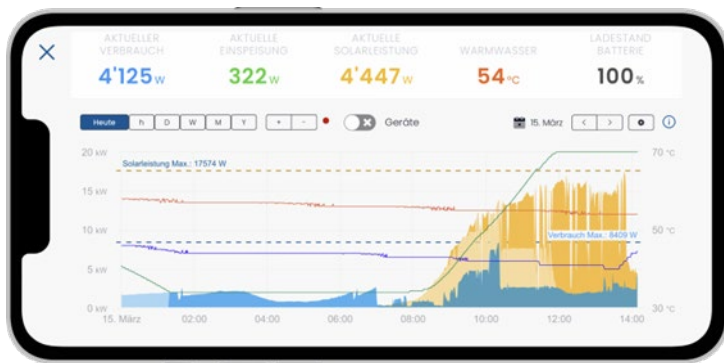 AKTUELLER
VERBRAUCH
4'125 W
AKTUELLE
EINSPEISUNG
322 W
AKTUELLE
SOLARLEISTUNG
4'447 W
WARMWASSER
54 °C
LADESTAND
BATTERIE
100 %
Heute h D W M Y + - Geräte 15. März < >
20 kW 70 °C
Solarleistung Max.: 17574 W
15 kW
10 kW 50 °C
Verbrauch Max.: 8409 W
5 kW
0 kW 30 °C
15. März 02:00 04:00 06:00 08:00 10:00 12:00 14:00